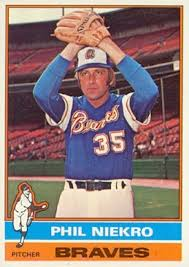 Braves
35
PHIL NIEKRO
PITCHER
BRAVES